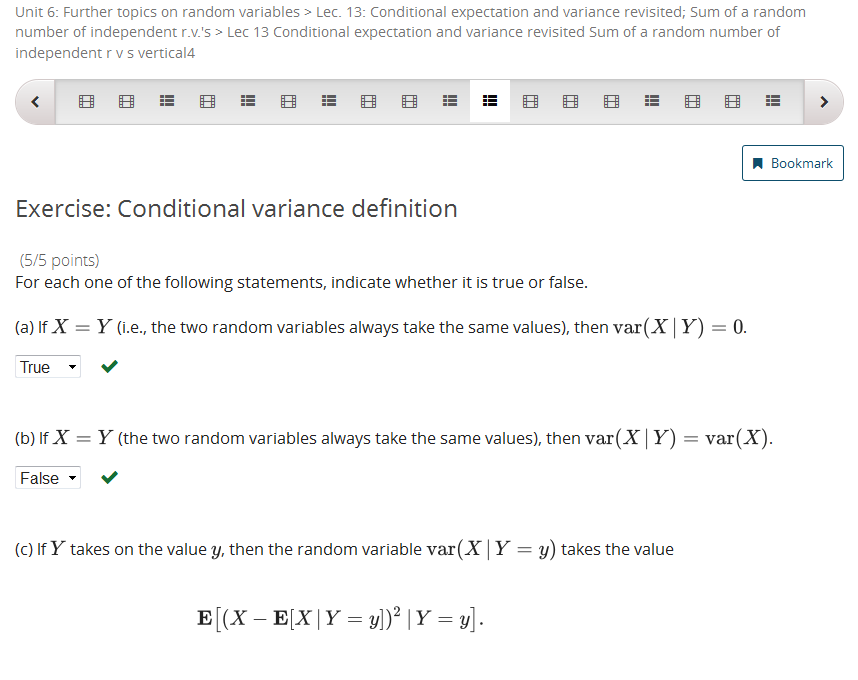 Unit 6: Further topics on random variables > Lec. 13: Conditional expectation and variance revisited; Sum of a random
number of independent r.v.'s > Lec 13 Conditional expectation and variance revisited Sum of a random number of
independent r v s vertical4
Bookmark
Exercise: Conditional variance definition
(5/5 points)
For each one of the following statements, indicate whether it is true or false.
(a) If X = Y (i.e., the two random variables always take the same values), then var(X | Y) = 0.
True
(b) If X = Y (the two random variables always take the same values), then var(X | Y) = var(X).
False
(c) If Y takes on the value y, then the random variable var(X | Y = y) takes the value
E[(X − E[X | Y = y])² | Y = y].